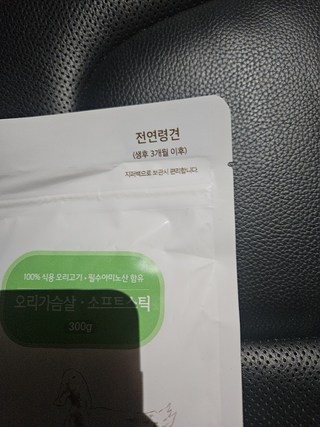 전연령견
(생후 3개월 이후)
지퍼백으로 보관시 편리합니다.
100% 식용 오리고기 • 필수아미노산 함유
오리가슴살 · 소프트스틱
300g